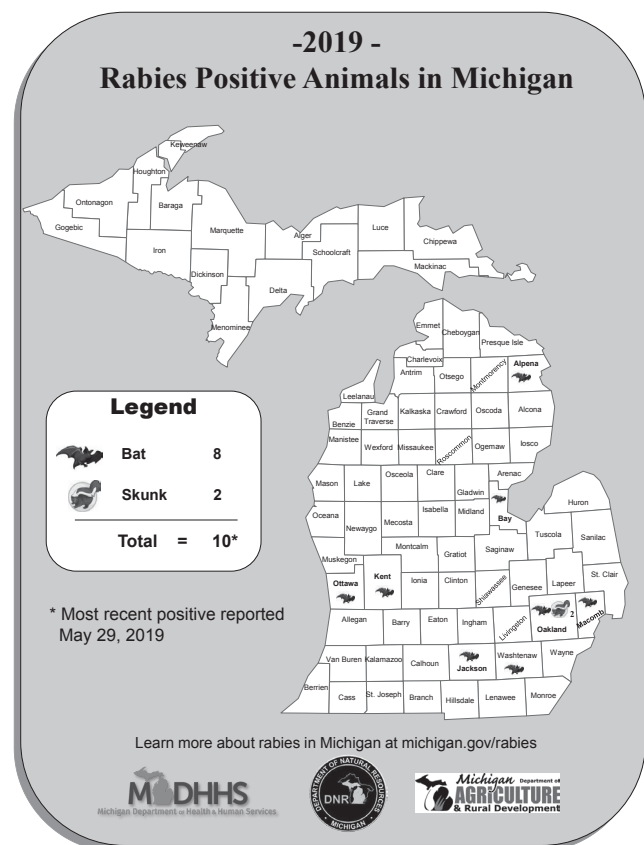 -2019 -
Rabies Positive Animals in Michigan
Keweenaw
Houghton
Ontonagon
Baraga
Gogebic
Marquette
Iron
Dickinson
Menominee
Alger
Delta
Schoolcraft
Luce
Chippewa
Mackinac
Emmet
Cheboygan
Presque Isle
Charlevoix
Antrim
Otsego
Montmorency
Alpena
Leelanau
Benzie
Grand
Traverse
Kalkaska
Crawford
Oscoda
Alcona
Manistee
Wexford
Missaukee
Roscommon
Ogemaw
Iosco
Mason
Lake
Osceola
Clare
Gladwin
Arenac
Oceana
Newaygo
Mecosta
Isabella
Midland
Bay
Huron
Muskegon
Montcalm
Gratiot
Saginaw
Tuscola
Sanilac
Ottawa
Kent
Ionia
Clinton
Shiawassee
Genesee
Lapeer
St. Clair
Allegan
Barry
Eaton
Ingham
Livingston
Oakland
2
Macomb
Van Buren
Kalamazoo
Calhoun
Jackson
Washtenaw
Wayne
Berrien
Cass
St. Joseph
Branch
Hillsdale
Lenawee
Monroe
Legend
Bat 8
Skunk 2
Total = 10*
* Most recent positive reported
May 29, 2019
Learn more about rabies in Michigan at michigan.gov/rabies
MDHHS
Michigan Department of Health & Human Services
DEPARTMENT OF NATURAL RESOURCES
DNR
MICHIGAN
Michigan Department of
AGRICULTURE
& Rural Development